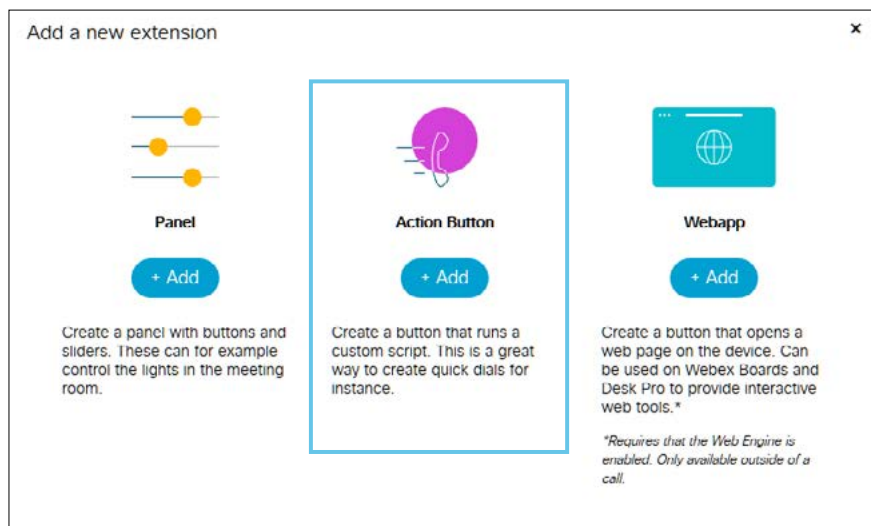 Add a new extension
x
Panel
+ Add
Create a panel with buttons and
sliders. These can for example
control the lights in the meeting
room.
Action Button
+ Add
Create a button that runs a
custom script. This is a great
way to create quick dials for
instance.
Webapp
+ Add
Create a button that opens a
web page on the device. Can
be used on Webex Boards and
Desk Pro to provide interactive
web tools.*
*Requires that the Web Engine is
enabled. Only available outside of a
call.